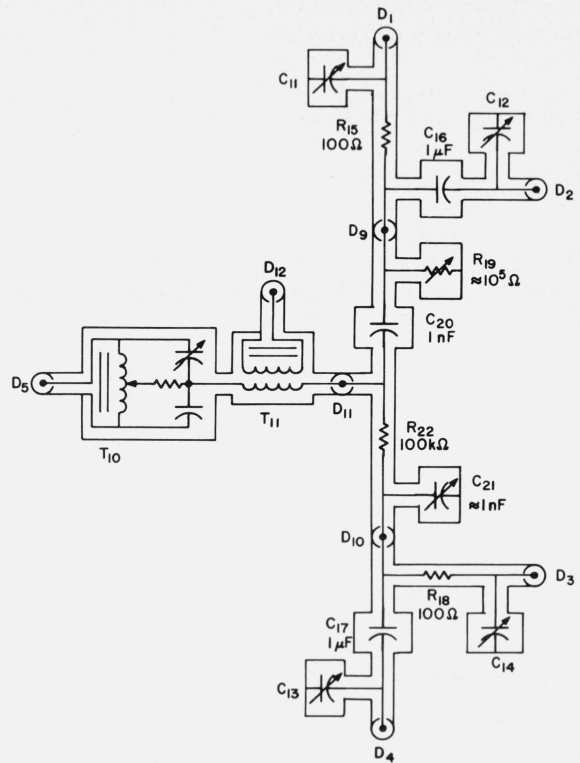 D1
C11
R15
100Ω
C16
1 μF
C12
D2
D9
D12
R19
≈10⁵Ω
C20
1 nF
D5
D11
T10
T11
R22
100kΩ
C21
≈1nF
D10
D3
R18
100Ω
C17
1 μF
C14
C13
D4